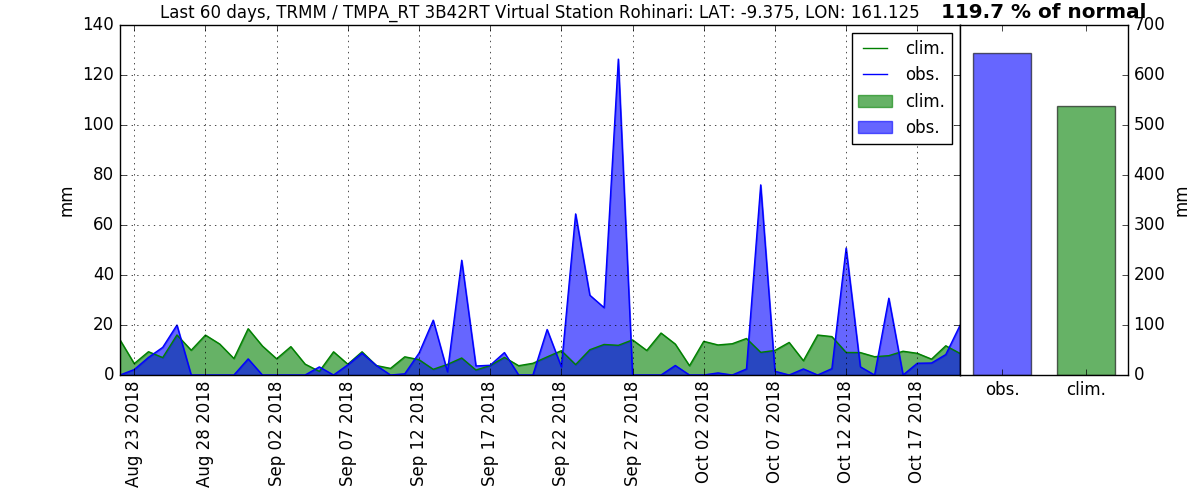 Last 60 days, TRMM / TMPA_RT 3B42RT Virtual Station Rohinari: LAT: -9.375, LON: 161.125
119.7 % of normal
140
120
100
80
60
40
20
0
mm
clim.
obs.
clim.
obs.
Aug 23 2018
Aug 28 2018
Sep 02 2018
Sep 07 2018
Sep 12 2018
Sep 17 2018
Sep 22 2018
Sep 27 2018
Oct 02 2018
Oct 07 2018
Oct 12 2018
Oct 17 2018
700
600
500
400
300
200
100
0
mm
obs.
clim.